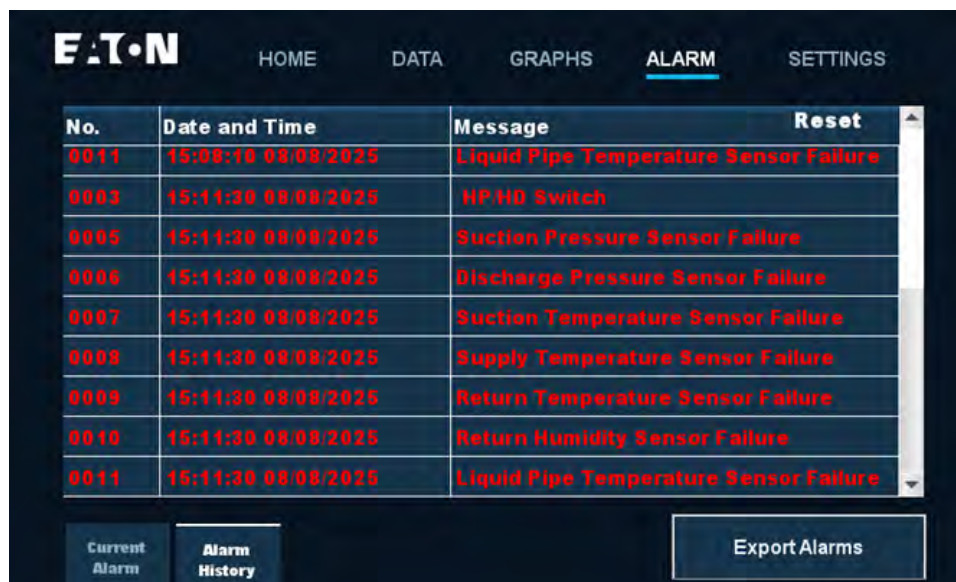 EATON HOME DATA GRAPHS ALARM SETTINGS
No. Date and Time Message Reset
0011 15:08:10 08/08/2025 Liquid Pipe Temperature Sensor Failure
0003 15:11:30 08/08/2025 HP/HD Switch
0005 15:11:30 08/08/2025 Suction Pressure Sensor Failure
0006 15:11:30 08/08/2025 Discharge Pressure Sensor Failure
0007 15:11:30 08/08/2025 Suction Temperature Sensor Failure
0008 15:11:30 08/08/2025 Supply Temperature Sensor Failure
0009 15:11:30 08/08/2025 Return Temperature Sensor Failure
0010 15:11:30 08/08/2025 Return Humidity Sensor Failure
0011 15:11:30 08/08/2025 Liquid Pipe Temperature Sensor Failure
Current Alarm Export Alarms
Alarm History